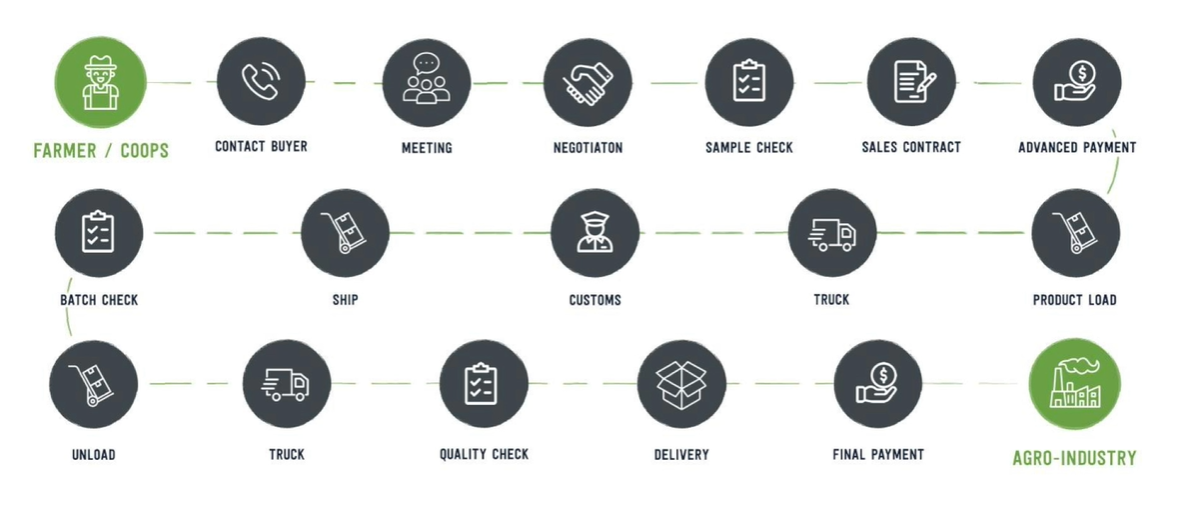 FARMER / COOPS
CONTACT BUYER
MEETING
NEGOTIATON
SAMPLE CHECK
SALES CONTRACT
ADVANCED PAYMENT
BATCH CHECK
SHIP
CUSTOMS
TRUCK
PRODUCT LOAD
UNLOAD
TRUCK
QUALITY CHECK
DELIVERY
FINAL PAYMENT
AGRO-INDUSTRY